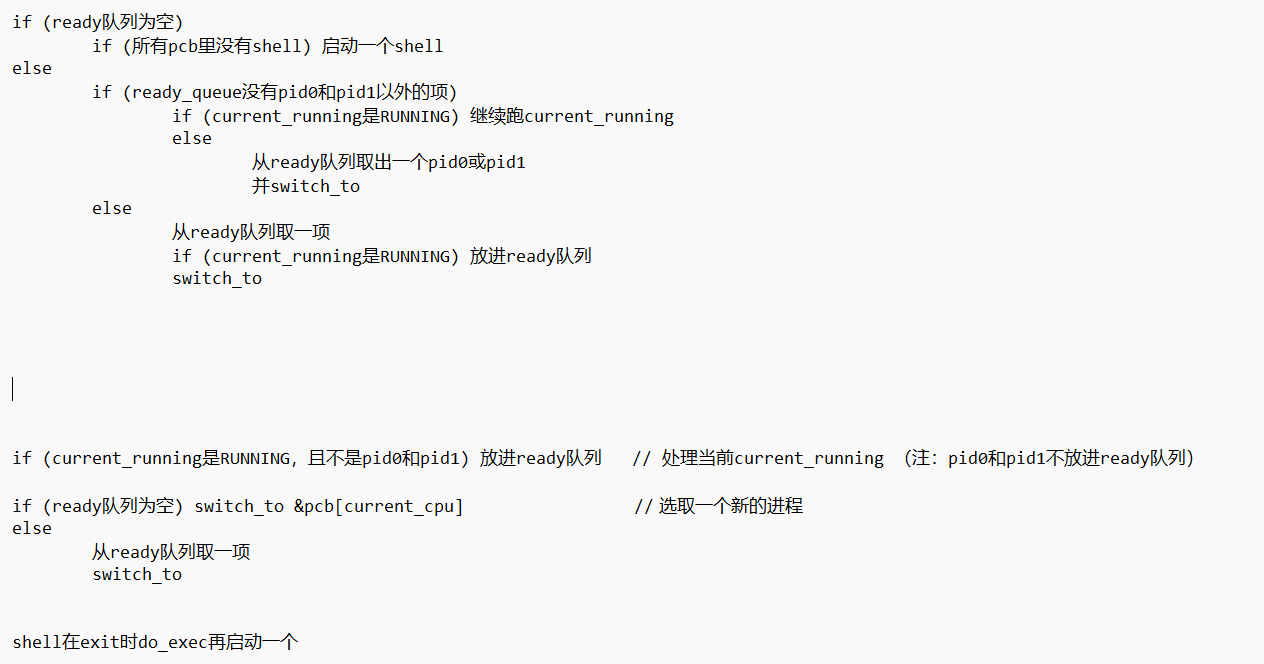 if (ready队列为空)
if (所有pcb里没有shell) 启动一个shell
else
if (ready_queue没有pid0和pid1以外的项)
if (current_running是RUNNING) 继续跑current_running
else
从ready队列取出一个pid0或pid1
并switch_to
else
从ready队列取一项
if (current_running是RUNNING) 放进ready队列
switch_to
if (current_running是RUNNING，且不是pid0和pid1) 放进ready队列 // 处理当前current_running （注：pid0和pid1不放进ready队列）
if (ready队列为空) switch_to &pcb[current_cpu] // 选取一个新的进程
else
从ready队列取一项
switch_to
shell在exit时do_exec再启动一个